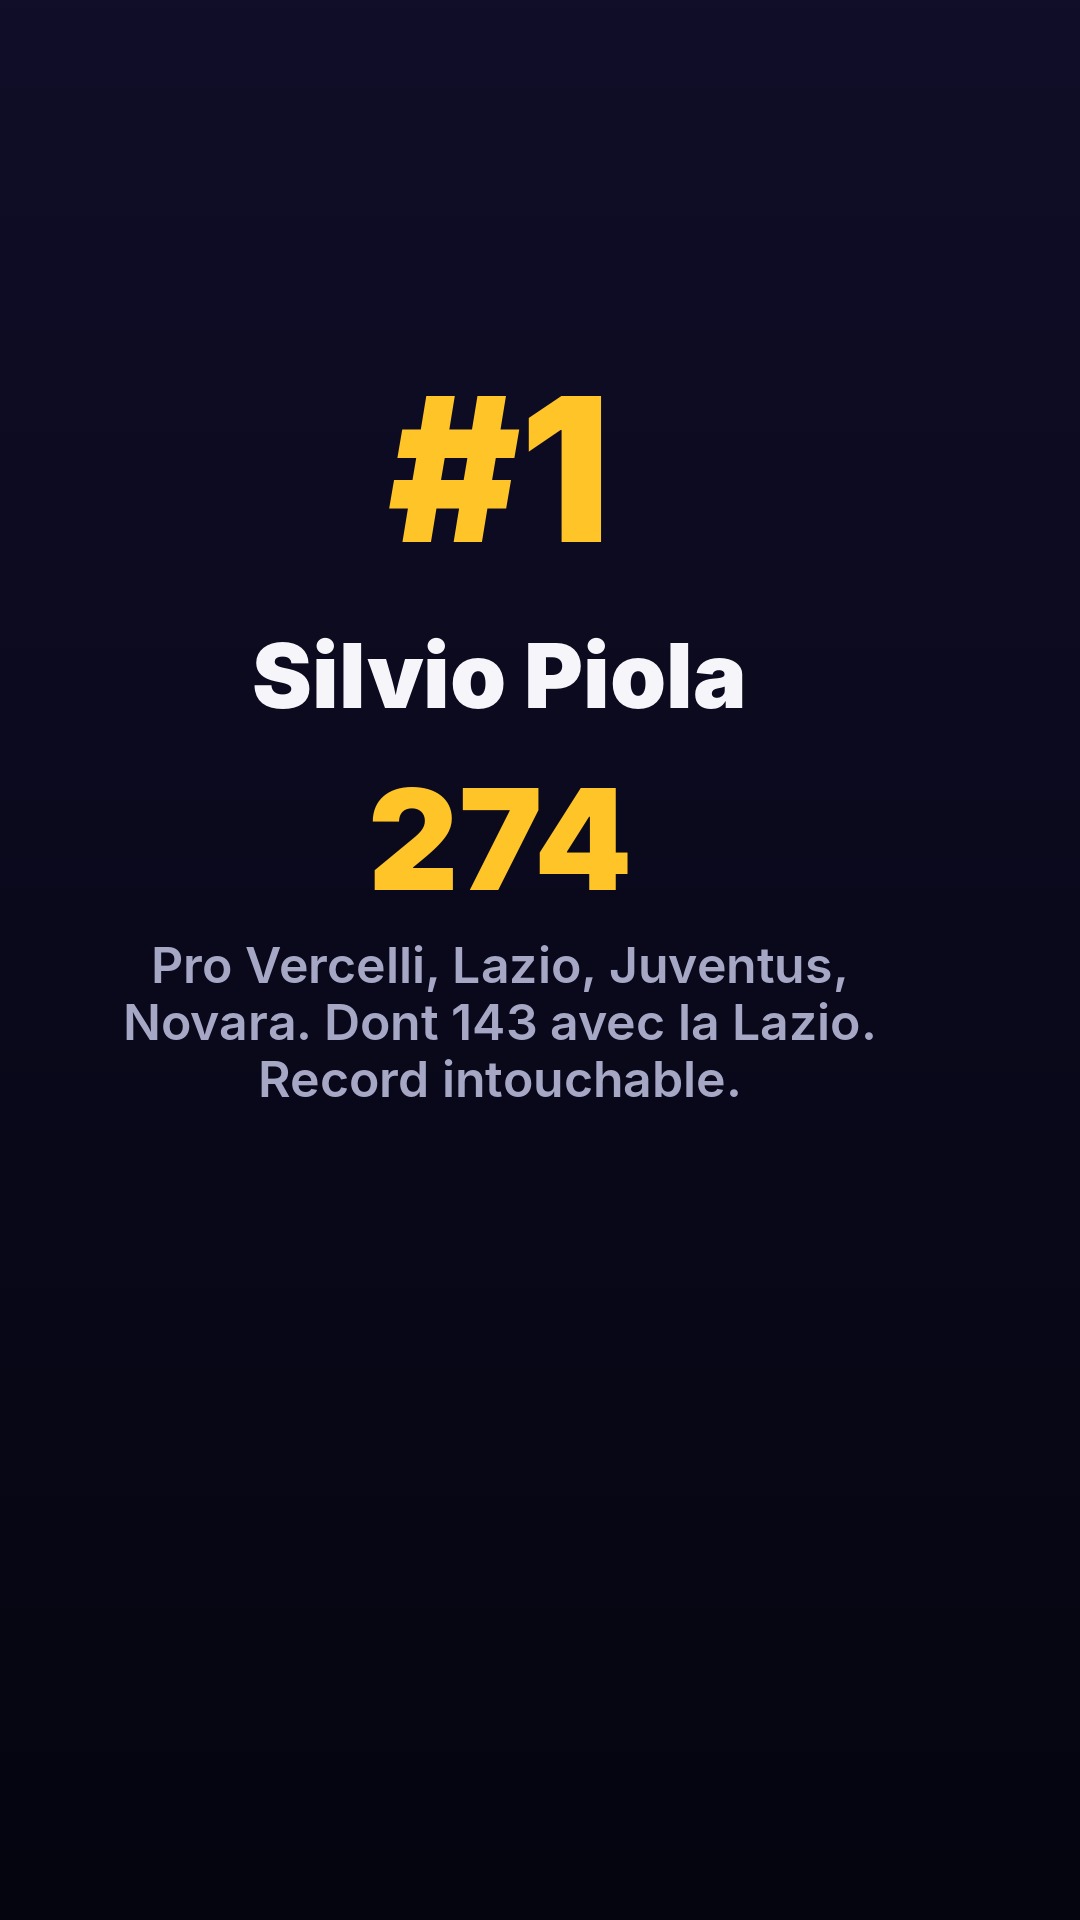 #1
Silvio Piola
274
Pro Vercelli, Lazio, Juventus,
Novara. Dont 143 avec la Lazio.
Record intouchable.